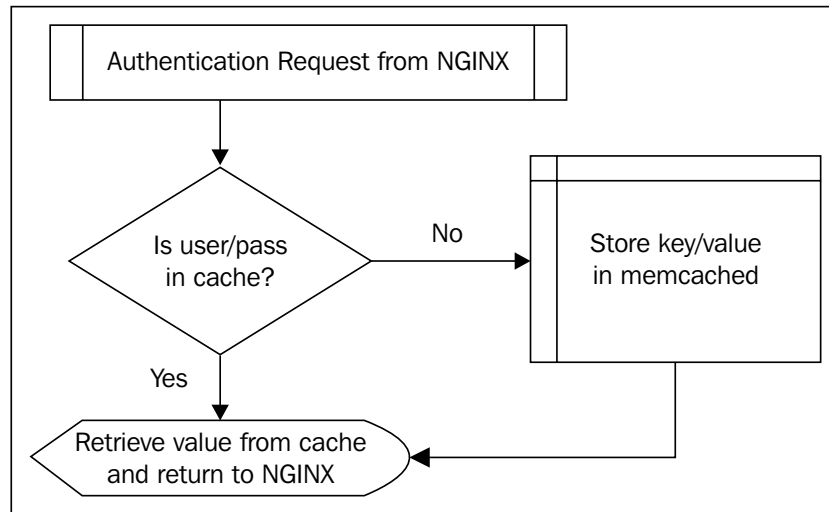 Authentication Request from NGINX
Is user/pass
in cache?
No
Store key/value
in memcached
Yes
Retrieve value from cache
and return to NGINX